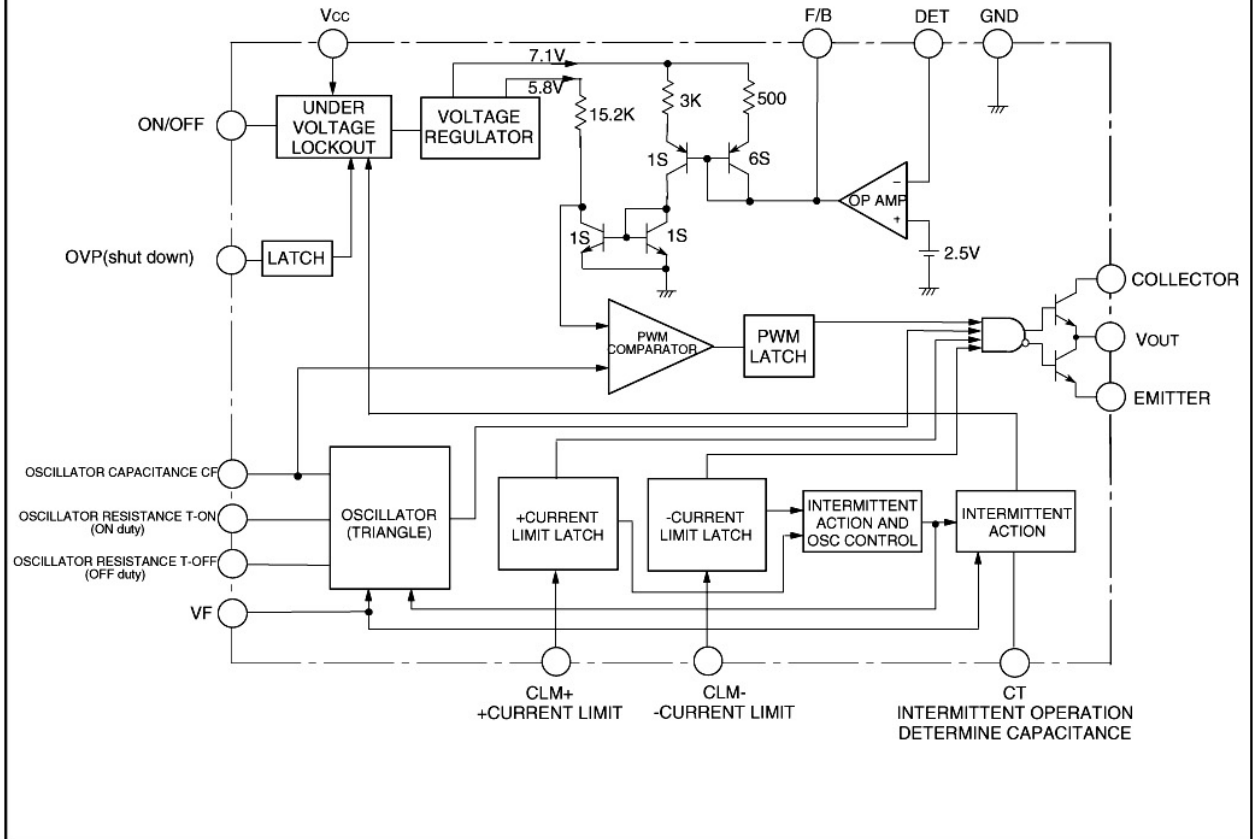 VCC
F/B
DET
GND
7.1V
5.8V
ON/OFF
UNDER
VOLTAGE
LOCKOUT
VOLTAGE
REGULATOR
15.2K
3K
500
1S
6S
OP AMP
−
+
1S
1S
2.5V
OVP(shut down)
LATCH
COLLECTOR
PWM
COMPARATOR
PWM
LATCH
VOUT
EMITTER
OSCILLATOR CAPACITANCE CF
OSCILLATOR RESISTANCE T-ON
(ON duty)
OSCILLATOR RESISTANCE T-OFF
(OFF duty)
VF
OSCILLATOR
(TRIANGLE)
+CURRENT
LIMIT LATCH
-CURRENT
LIMIT LATCH
INTERMITTENT
ACTION AND
OSC CONTROL
INTERMITTENT
ACTION
CLM+
+CURRENT LIMIT
CLM-
-CURRENT LIMIT
CT
INTERMITTENT OPERATION
DETERMINE CAPACITANCE